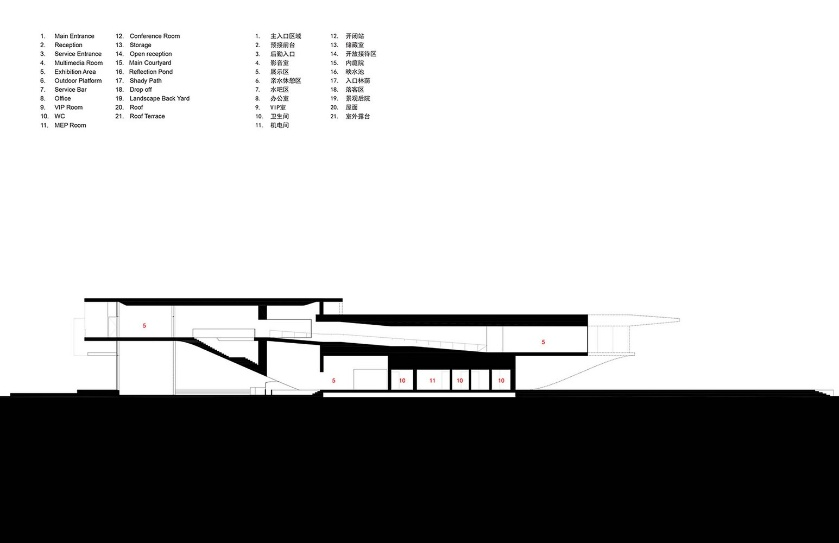 1. Main Entrance
2. Reception
3. Service Entrance
4. Multimedia Room
5. Exhibition Area
6. Outdoor Platform
7. Service Bar
8. Office
9. VIP Room
10. WC
11. MEP Room
12. Conference Room
13. Storage
14. Open reception
15. Main Courtyard
16. Reflection Pond
17. Shady Path
18. Drop off
19. Landscape Back Yard
20. Roof
21. Roof Terrace
1. 主入口区域
2. 预接前台
3. 后勤入口
4. 影音室
5. 展示区
6. 亲水休憩区
7. 水吧区
8. 办公室
9. VIP室
10. 卫生间
11. 机电间
12. 开闭站
13. 储藏室
14. 开放接待区
15. 内庭院
16. 映水池
17. 入口林荫
18. 落客区
19. 景观后院
20. 屋面
21. 室外露台
5
5
5
10
11
10
10